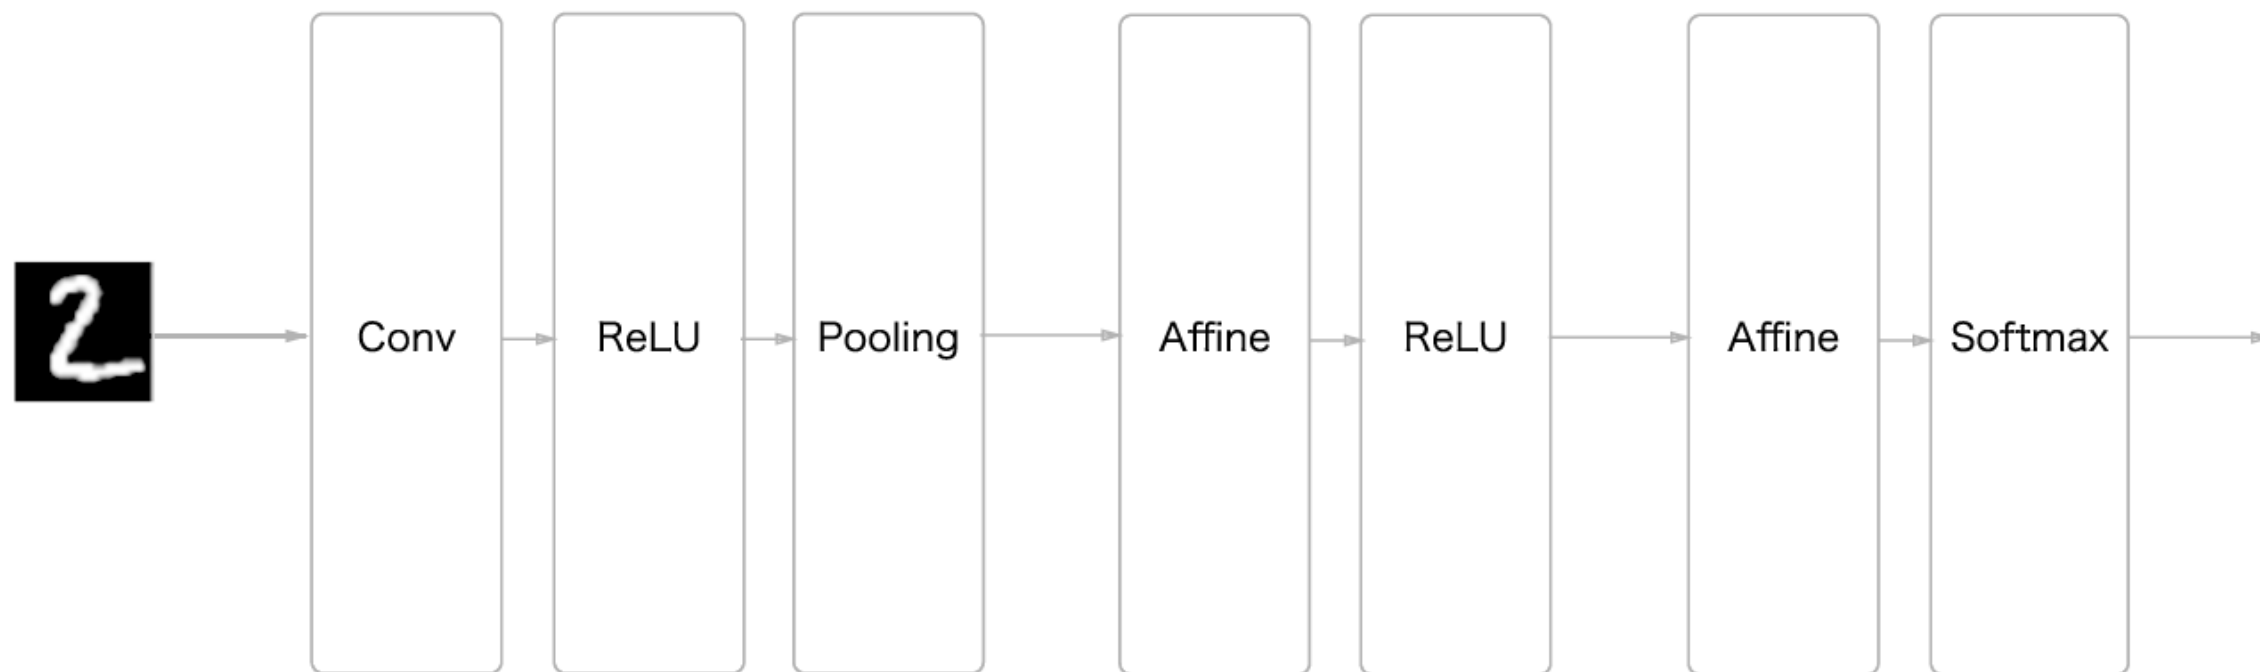 2
Conv
ReLU
Pooling
Affine
ReLU
Affine
Softmax